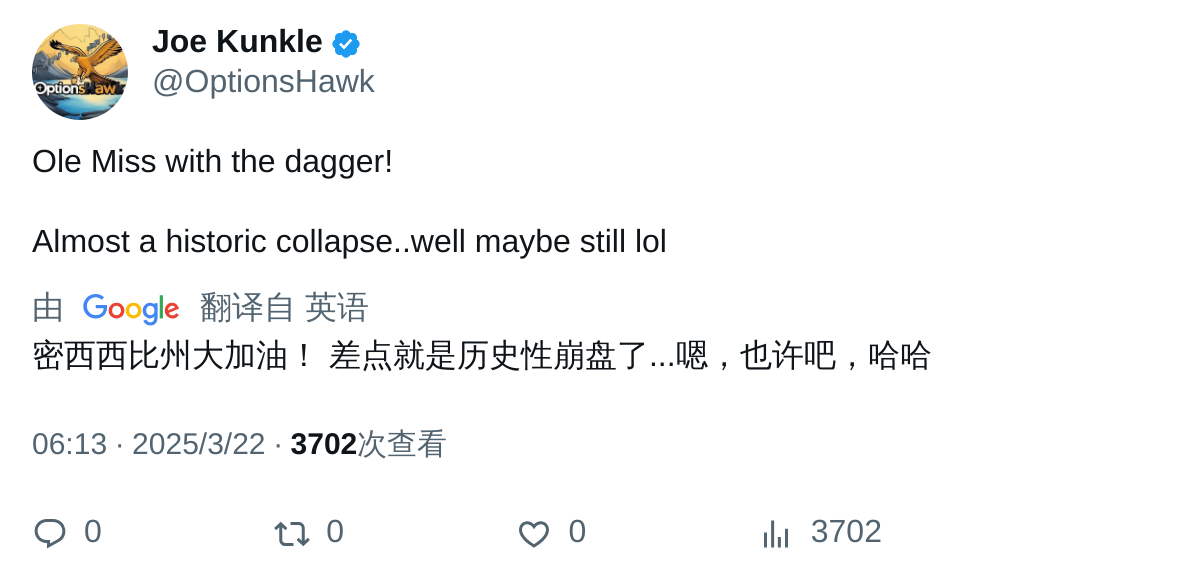 Joe Kunkle
@OptionsHawk
Ole Miss with the dagger!
Almost a historic collapse..well maybe still lol
由 Google 翻译自 英语
密西西比州大加油！ 差点就是历史性崩盘了...嗯，也许吧，哈哈
06:13 · 2025/3/22 · 3702次查看
0 0 0 3702